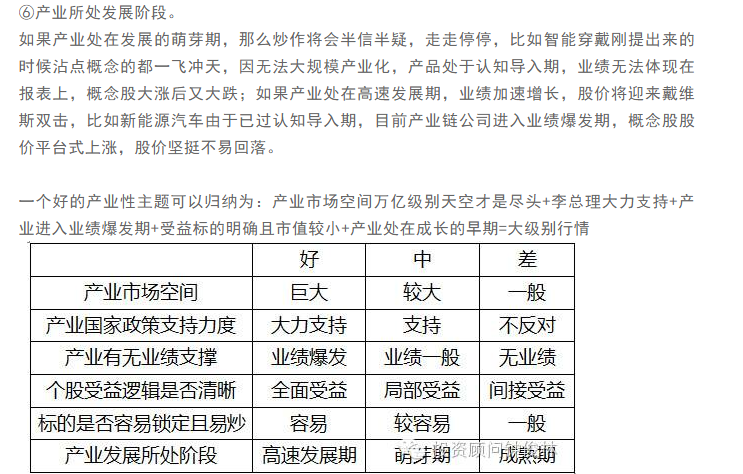 ⑥产业所处发展阶段。
如果产业处在发展的萌芽期，那么炒作将会半信半疑，走走停停，比如智能穿戴刚提出来的
时候沾点概念的都一飞冲天，因无法大规模产业化，产品处于认知导入期，业绩无法体现在
报表上，概念股大涨后又大跌；如果产业处在高速发展期，业绩加速增长，股价将迎来戴维
斯双击，比如新能源汽车由于已过认知导入期，目前产业链公司进入业绩爆发期，概念股股
价平台式上涨，股价坚挺不易回落。
一个好的产业性主题可以归纳为：产业市场空间万亿级别天空才是尽头+李总理大力支持+产
业进入业绩爆发期+受益标的明确且市值较小+产业处在成长的早期=大级别行情
好 中 差
产业市场空间 巨大 较大 一般
产业国家政策支持力度 大力支持 支持 不反对
产业有无业绩支撑 业绩爆发 业绩一般 无业绩
个股受益逻辑是否清晰 全面受益 局部受益 间接受益
标的是否容易锁定且易炒 容易 较容易 一般
产业发展所处阶段 高速发展期 萌芽期 成熟期
投资顾问